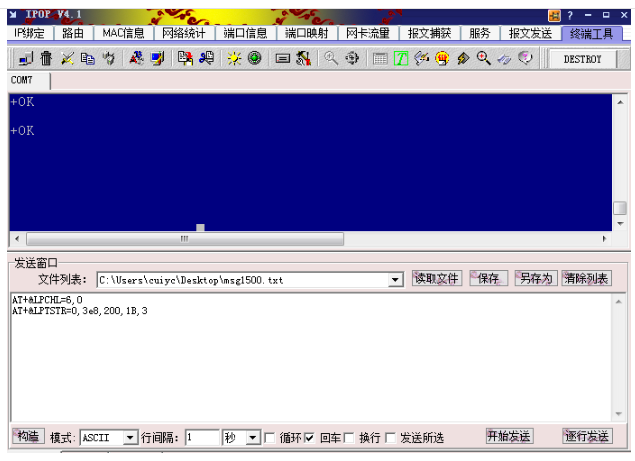 IPOP V4.1
IP绑定 路由 MAC信息 网络统计 端口信息 端口映射 网卡流量 报文捕获 服务 报文发送 终端工具
DESTROY
COM7
+OK
+OK
发送窗口
文件列表: C:\Users\cuiyc\Desktop\msg1500.txt 读取文件 保存 另存为 清除列表
AT+&LPCHL=6,0
AT+&LPTSTR=0,3e8,200,1B,3
构造 模式: ASCII 行间隔: 1 秒 循环 回车 换行 发送所选 开始发送 逐行发送